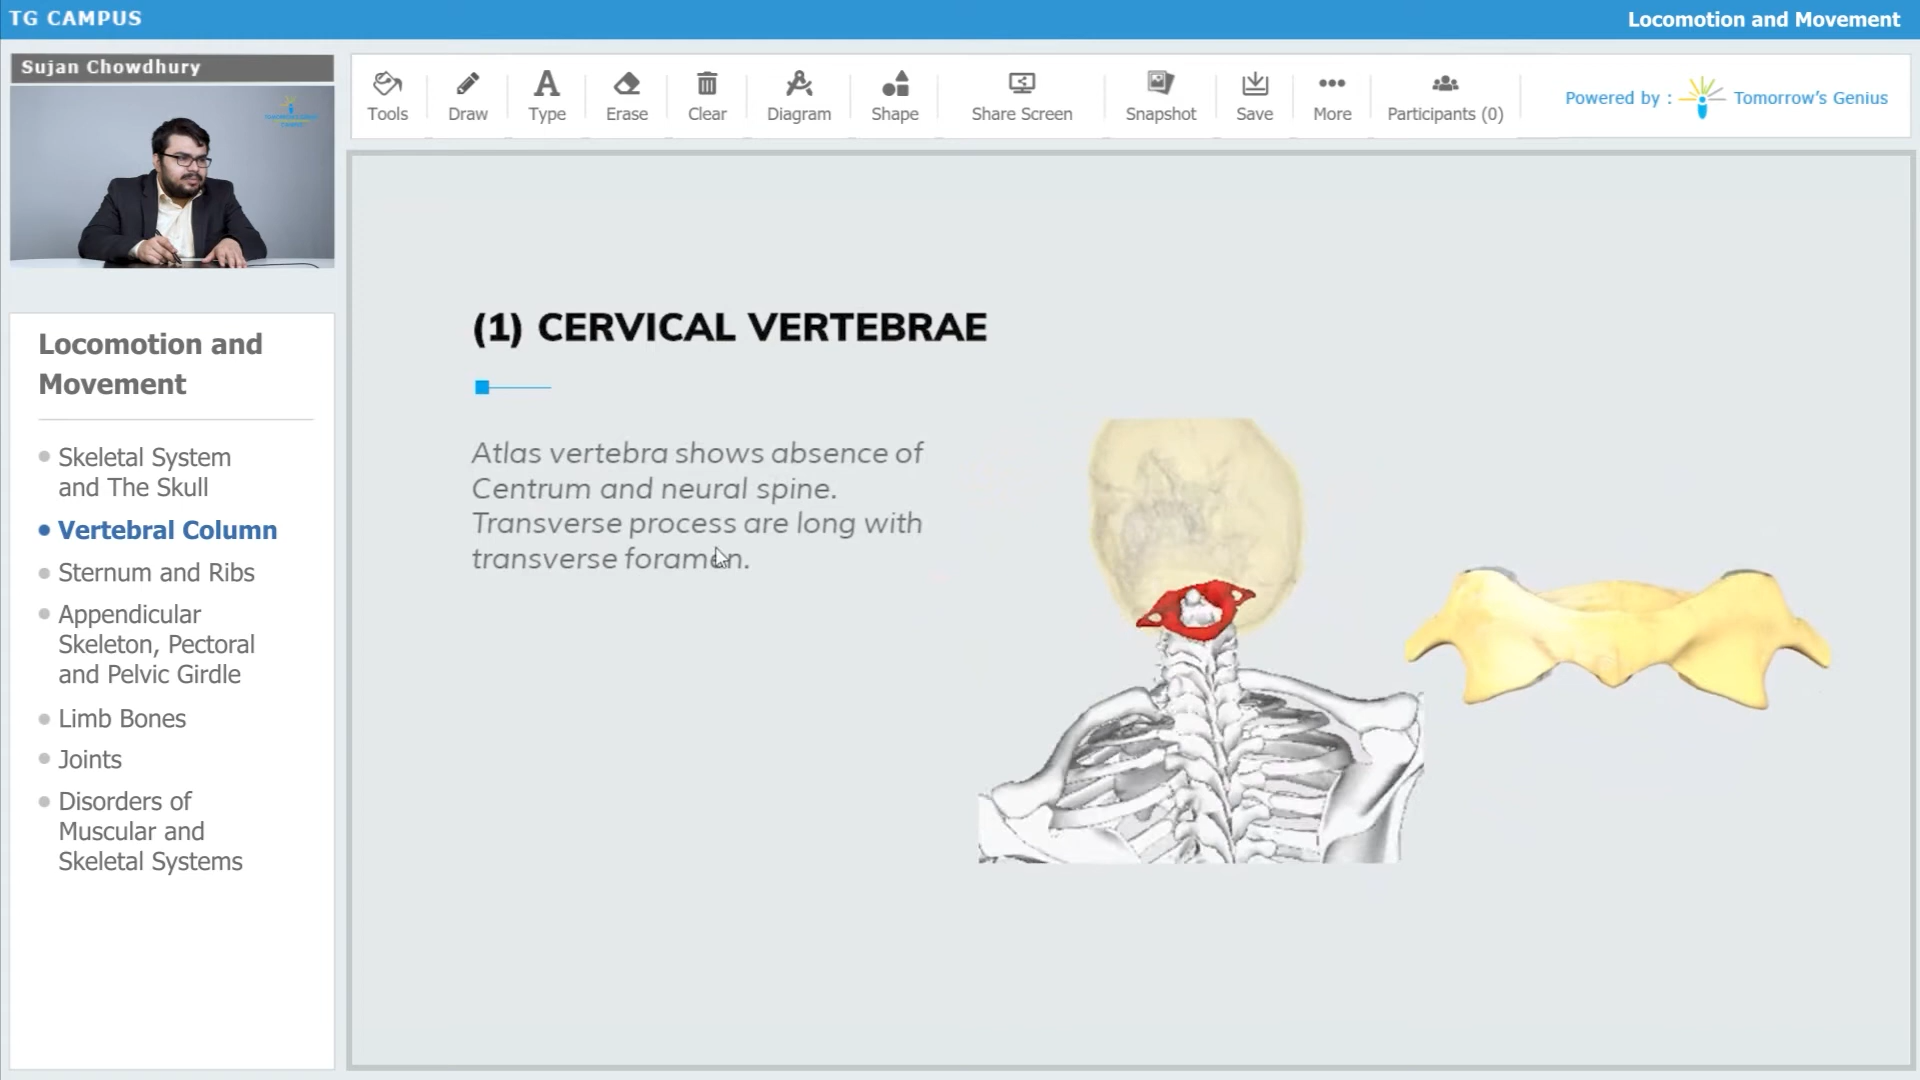 TG CAMPUS
Locomotion and Movement
Sujan Chowdhury
Tools
Draw
Type
Erase
Clear
Diagram
Shape
Share Screen
Snapshot
Save
More
Participants (0)
Powered by :
Tomorrow's Genius
Locomotion and
Movement
Skeletal System
and The Skull
Vertebral Column
Sternum and Ribs
Appendicular
Skeleton, Pectoral
and Pelvic Girdle
Limb Bones
Joints
Disorders of
Muscular and
Skeletal Systems
(1) CERVICAL VERTEBRAE
Atlas vertebra shows absence of
Centrum and neural spine.
Transverse process are long with
transverse foramen.